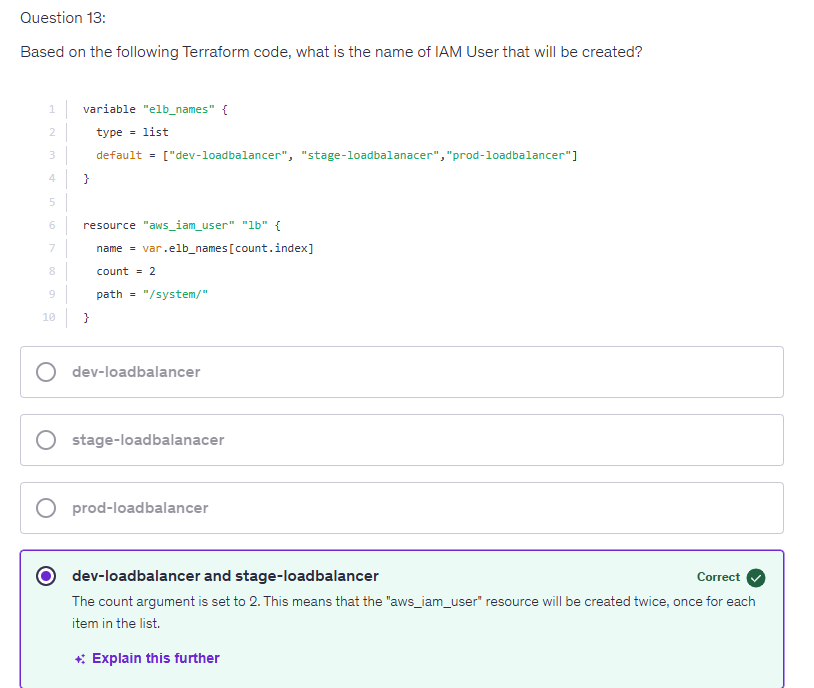 Question 13:
Based on the following Terraform code, what is the name of IAM User that will be created?
1 variable "elb_names" {
2 type = list
3 default = ["dev-loadbalancer", "stage-loadbalanacer","prod-loadbalancer"]
4 }
5
6 resource "aws_iam_user" "lb" {
7 name = var.elb_names[count.index]
8 count = 2
9 path = "/system/"
10 }
dev-loadbalancer
stage-loadbalanacer
prod-loadbalancer
dev-loadbalancer and stage-loadbalancer Correct
The count argument is set to 2. This means that the "aws_iam_user" resource will be created twice, once for each
item in the list.
Explain this further